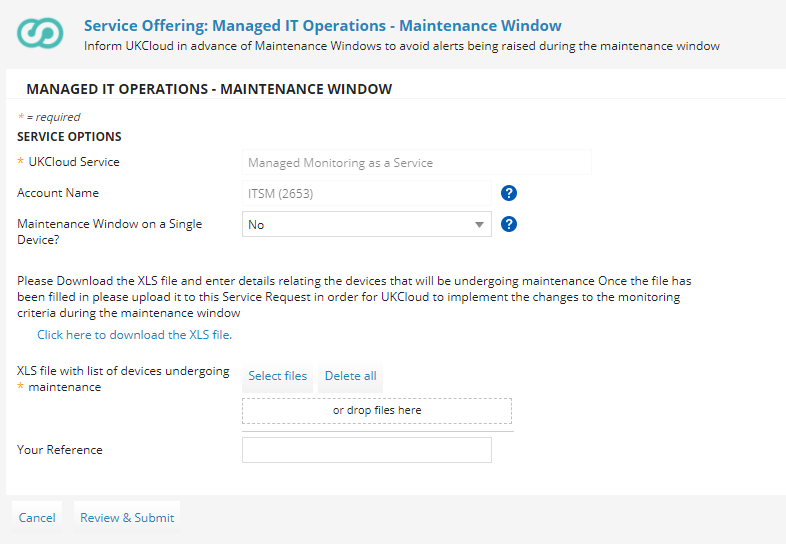 Service Offering: Managed IT Operations - Maintenance Window
Inform UKCloud in advance of Maintenance Windows to avoid alerts being raised during the maintenance window
MANAGED IT OPERATIONS - MAINTENANCE WINDOW
* = required
SERVICE OPTIONS
* UKCloud Service
Managed Monitoring as a Service
Account Name
ITSM (2653)
?
Maintenance Window on a Single
Device?
No
?
Please Download the XLS file and enter details relating the devices that will be undergoing maintenance Once the file has
been filled in please upload it to this Service Request in order for UKCloud to implement the changes to the monitoring
criteria during the maintenance window
Click here to download the XLS file.
XLS file with list of devices undergoing
* maintenance
Select files
Delete all
or drop files here
Your Reference
Cancel
Review & Submit